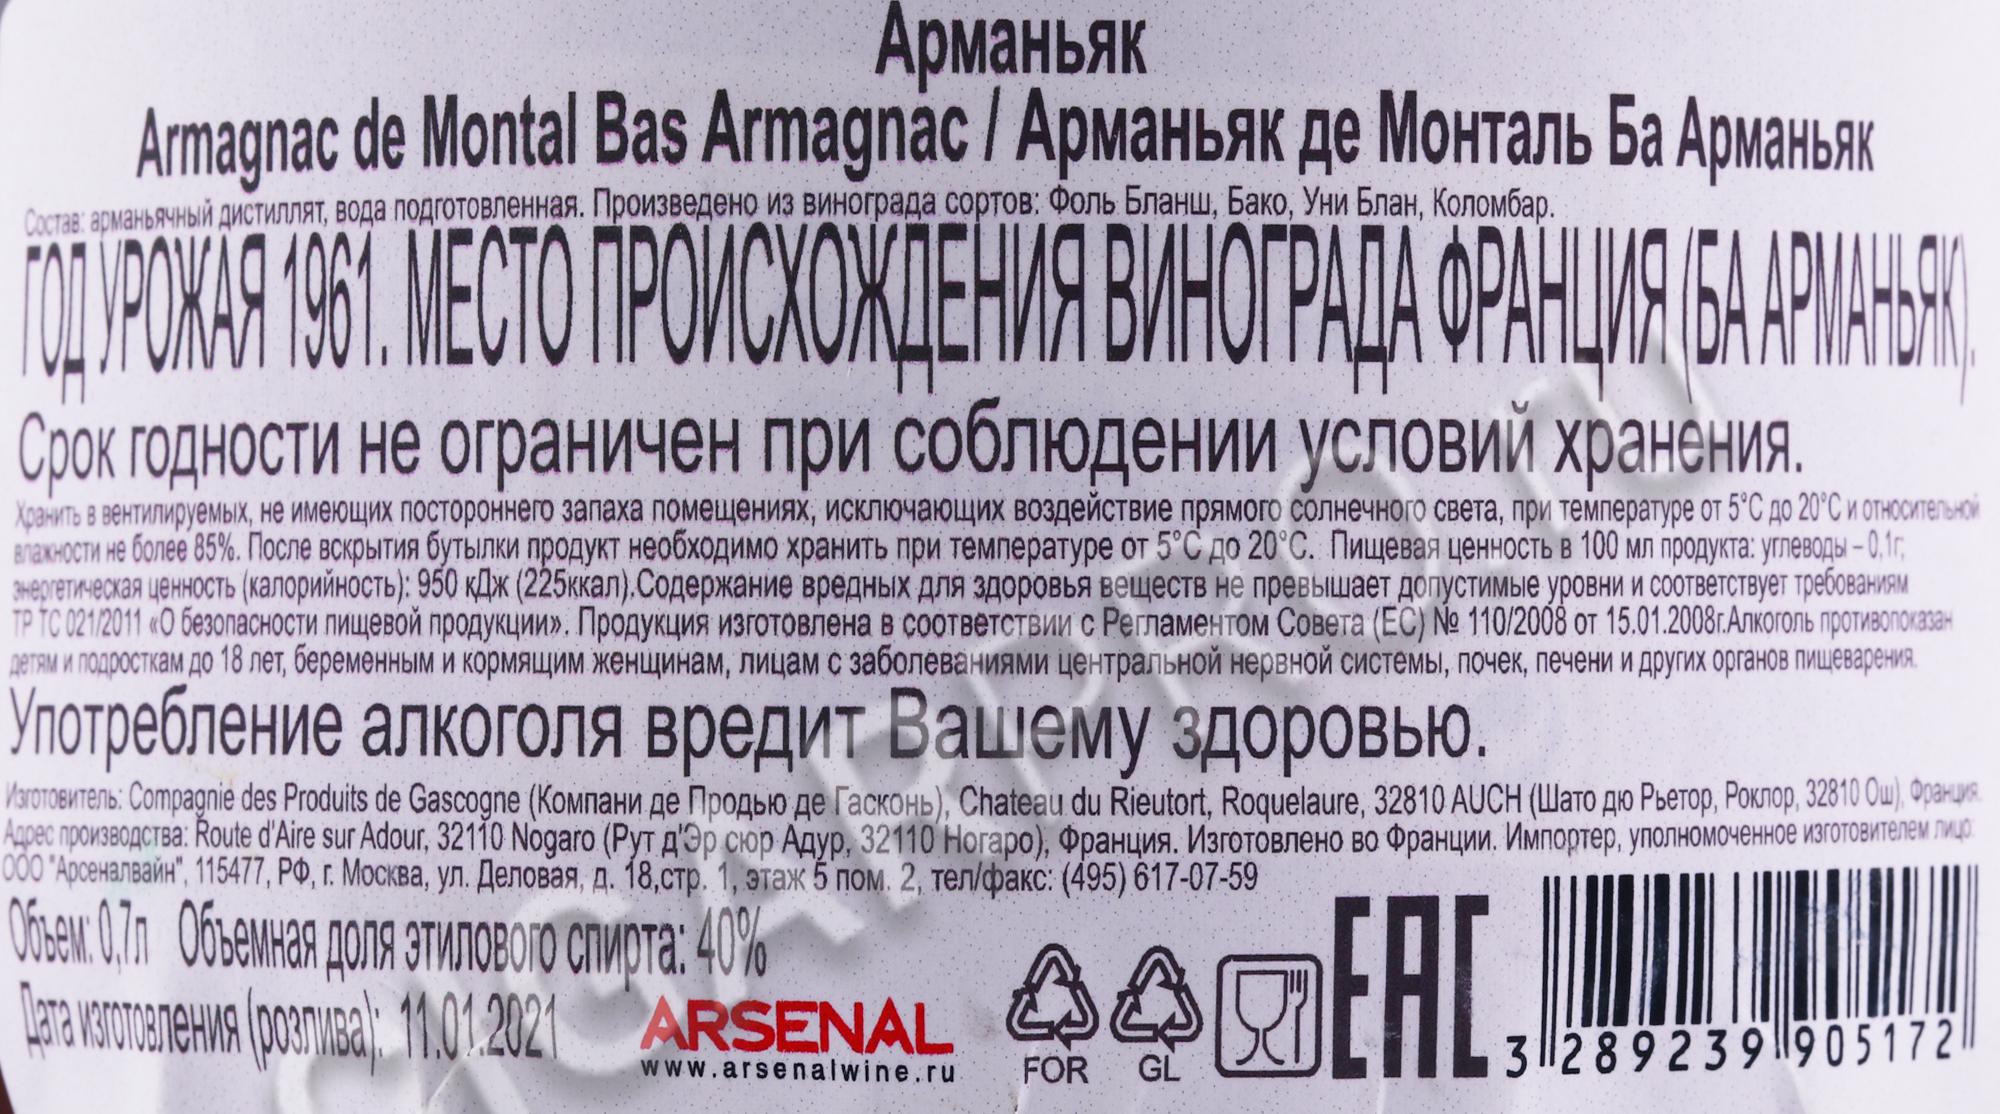 Арманьяк
Armagnac de Montal Bas Armagnac / Арманьяк де Монталь Ба Арманьяк
Состав: арманьячный дистиллят, вода подготовленная. Произведено из винограда сортов: Фоль Бланш, Бако, Уни Блан, Коломбар.
ГОД УРОЖАЯ 1961. МЕСТО ПРОИСХОЖДЕНИЯ ВИНОГРАДА ФРАНЦИЯ (БА АРМАНЬЯК).
Срок годности не ограничен при соблюдении условий хранения.
Хранить в вентилируемых, не имеющих постороннего запаха помещениях, исключающих воздействие прямого солнечного света, при температуре от 5°С до 20°С и относительной
влажности не более 85%. После вскрытия бутылки продукт необходимо хранить при температуре от 5°С до 20°С. Пищевая ценность в 100 мл продукта: углеводы – 0,1г;
энергетическая ценность (калорийность): 950 кДж (225ккал).Содержание вредных для здоровья веществ не превышает допустимые уровни и соответствует требованиям
ТР ТС 021/2011 «О безопасности пищевой продукции». Продукция изготовлена в соответствии с Регламентом Совета (ЕС) № 110/2008 от 15.01.2008г.Алкоголь противопоказан
детям и подросткам до 18 лет, беременным и кормящим женщинам, лицам с заболеваниями центральной нервной системы, почек, печени и других органов пищеварения.
Употребление алкоголя вредит Вашему здоровью.
Изготовитель: Compagnie des Produits de Gascogne (Компани де Продью де Гасконь), Chateau du Rieutort, Roquelaure, 32810 AUCH (Шато дю Рьетор, Роклор, 32810 Ош), Франция.
Адрес производства: Route d'Aire sur Adour, 32110 Nogaro (Рут д'Эр сюр Адур, 32110 Ногаро), Франция. Изготовлено во Франции. Импортер, уполномоченное изготовителем лицо:
ООО "Арсеналвайн", 115477, РФ, г. Москва, ул. Деловая, д. 18,стр. 1, этаж 5 пом. 2, тел/факс: (495) 617-07-59
Объем: 0,7л Объемная доля этилового спирта: 40%
Дата изготовления (розлива): 11.01.2021
ARSENAL
www.arsenalwine.ru
FOR
GL
EAC
3 289239 905172
CIGARPRO.ru